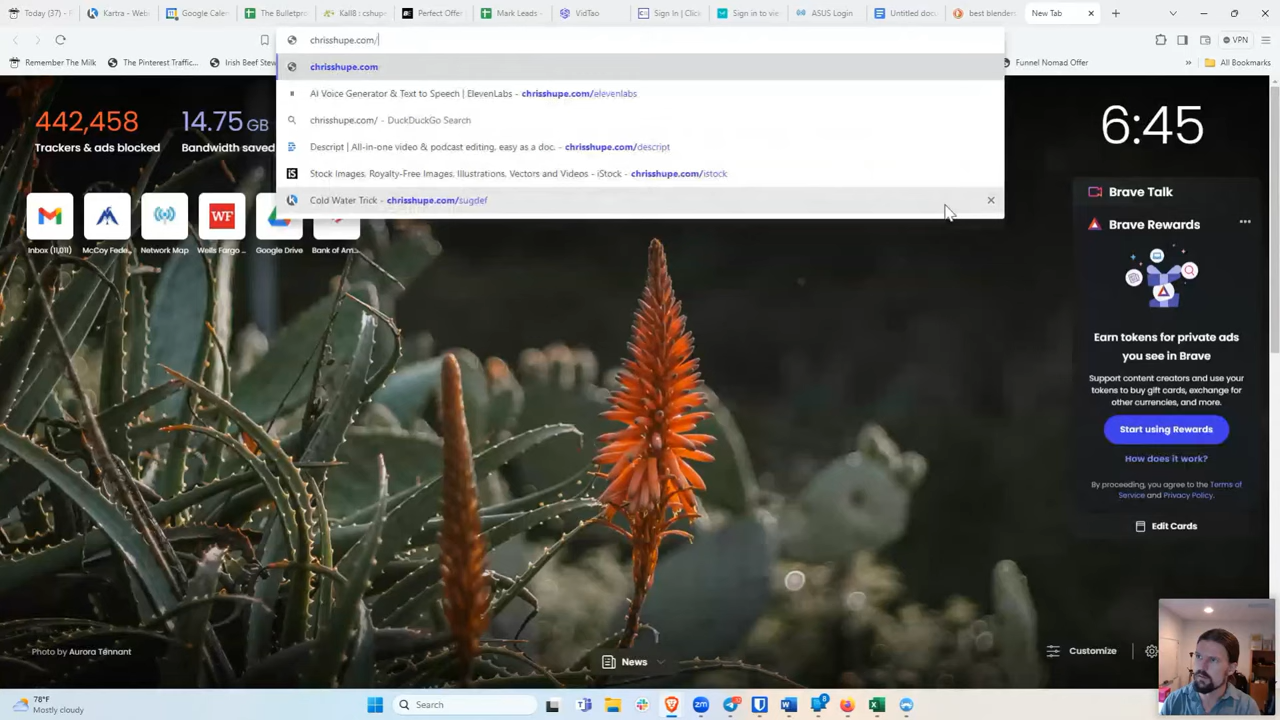 Today
Kartra - Web
Google Caler
The Bulletpro
Kall8 : cshupe
Perfect Offer
Mark Leads -
VidTao
Sign In | Click
Sign in to vie
ASUS Login
Untitled docu
best blenders
New Tab
chrisshupe.com/
VPN
Remember The Milk
The Pinterest Traffic...
Irish Beef Stew
Funnel Nomad Offer
»
All Bookmarks
chrisshupe.com
AI Voice Generator & Text to Speech | ElevenLabs - chrisshupe.com/elevenlabs
chrisshupe.com/ - DuckDuckGo Search
Descript | All-in-one video & podcast editing, easy as a doc. - chrisshupe.com/descript
Stock Images, Royalty-Free Images, Illustrations, Vectors and Videos - iStock - chrisshupe.com/istock
Cold Water Trick - chrisshupe.com/sugdef
442,458
Trackers & ads blocked
14.75 GB
Bandwidth saved
6:45
WF
Inbox (11,011)
McCoy Fede...
Network Map
Wells Fargo ...
Google Drive
Bank of Am...
Brave Talk
Brave Rewards
Earn tokens for private ads
you see in Brave
Support content creators and use your
tokens to buy gift cards, exchange for
other currencies, and more.
Start using Rewards
How does it work?
By proceeding, you agree to the Terms of
Service and Privacy Policy.
Edit Cards
Photo by Aurora Tennant
News
Customize
78°F
Mostly cloudy
Search